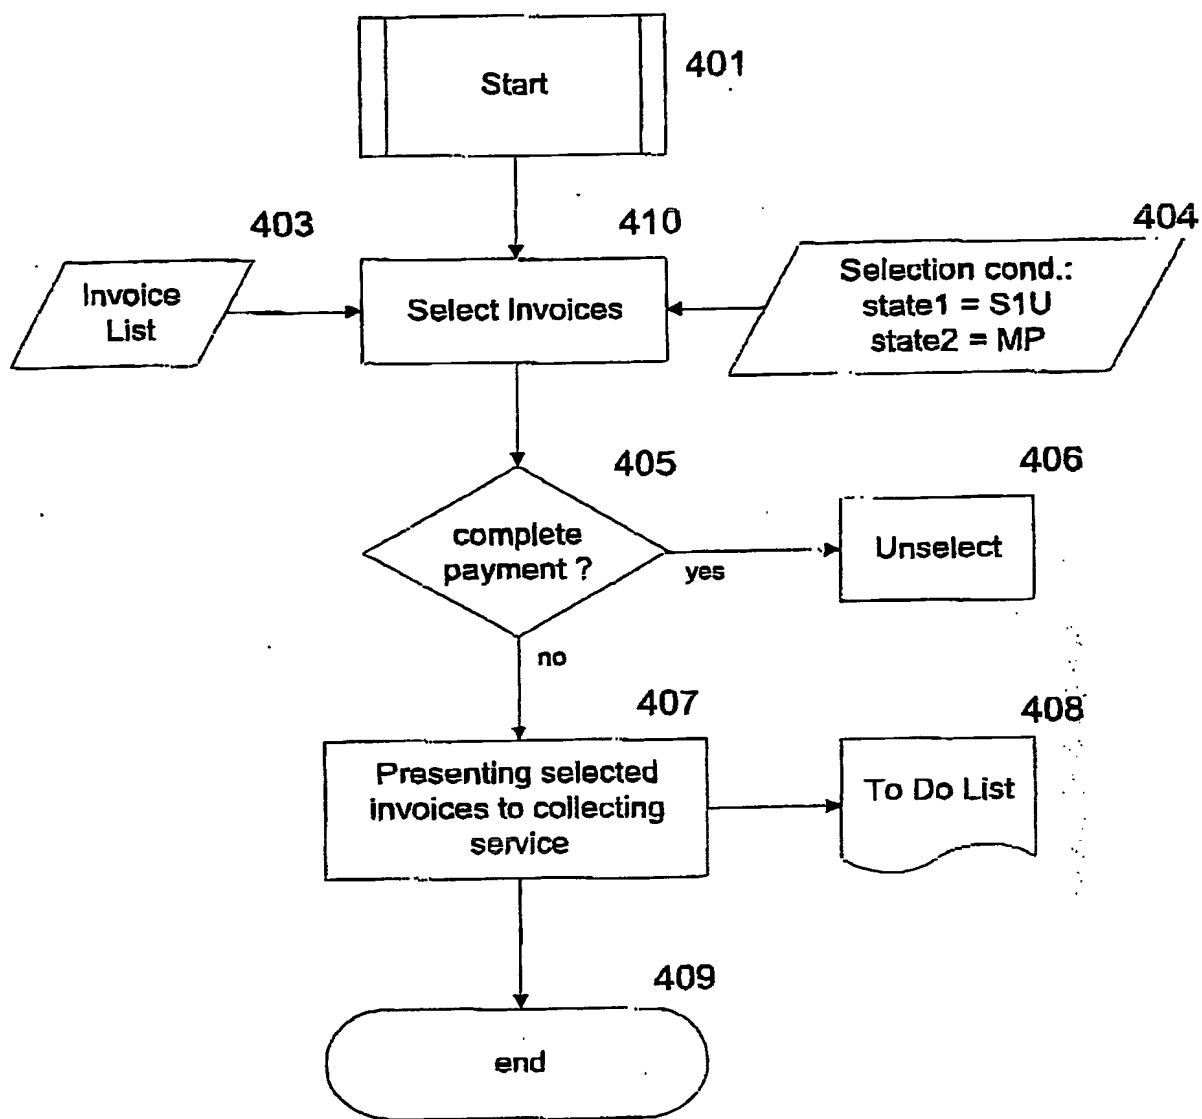 Start
401
403
410
404
Invoice
List
Select Invoices
Selection cond.:
state1 = S1U
state2 = MP
405
406
complete
payment ?
yes
Unselect
no
407
408
Presenting selected
invoices to collecting
service
To Do List
409
end